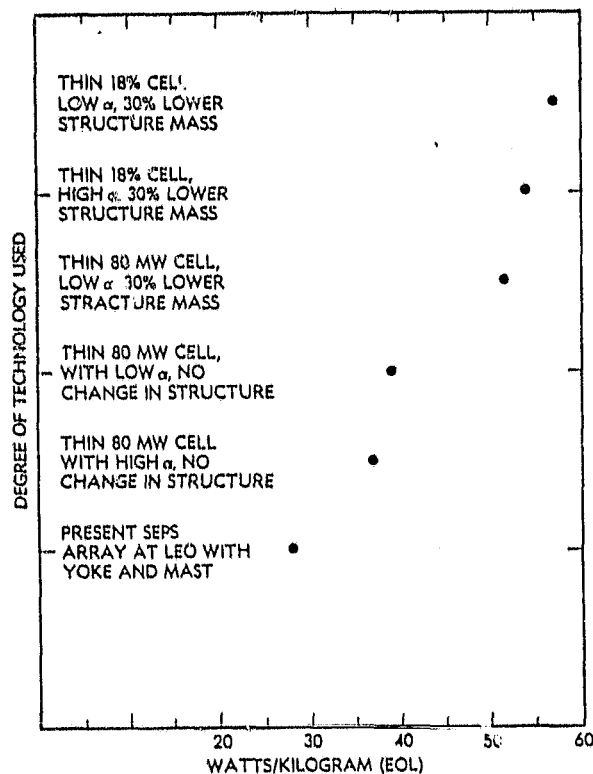 THIN 18% CELL
LOW α, 30% LOWER
STRUCTURE MASS
THIN 18% CELL,
HIGH α, 30% LOWER
STRUCTURE MASS
THIN 80 MW CELL,
LOW α 30% LOWER
STRACTURE MASS
THIN 80 MW CELL,
WITH LOW α, NO
CHANGE IN STRUCTURE
THIN 80 MW CELL
WITH HIGH α, NO
CHANGE IN STRUCTURE
PRESENT SEPS
ARRAY AT LEO WITH
YOKE AND MAST
DEGREE OF TECHNOLOGY USED
20 30 40 50 60
WATTS/KILOGRAM (EOL)